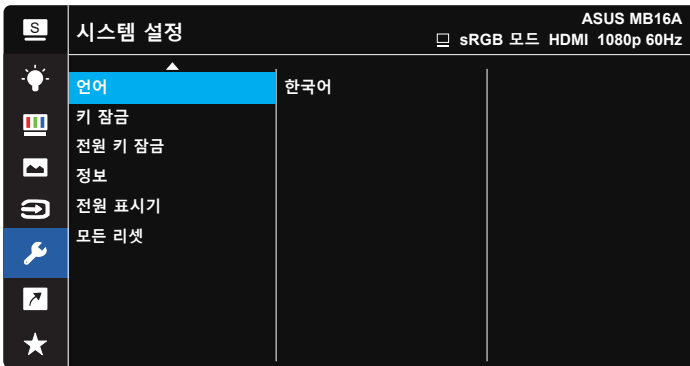 S
시스템 설정
ASUS MB16A
sRGB 모드 HDMI 1080p 60Hz
언어
한국어
키 잠금
전원 키 잠금
정보
전원 표시기
모든 리셋